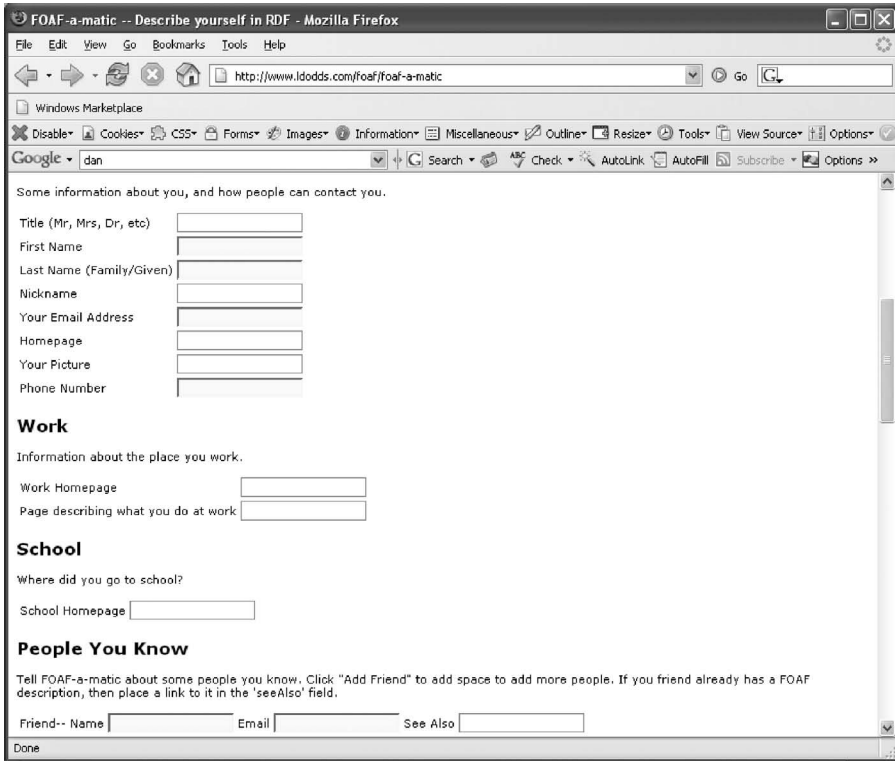 FOAF-a-matic -- Describe yourself in RDF - Mozilla Firefox
File Edit View Go Bookmarks Tools Help
http://www.ldodds.com/foaf/foaf-a-matic Go G
Windows Marketplace
Disable Cookies CSS Forms Images Information Miscellaneous Outline Resize Tools View Source Options
Google dan G Search ABC Check AutoLink AutoFill Subscribe Options »
Some information about you, and how people can contact you.
Title (Mr, Mrs, Dr, etc)
First Name
Last Name (Family/Given)
Nickname
Your Email Address
Homepage
Your Picture
Phone Number
Work
Information about the place you work.
Work Homepage
Page describing what you do at work
School
Where did you go to school?
School Homepage
People You Know
Tell FOAF-a-matic about some people you know. Click "Add Friend" to add space to add more people. If you friend already has a FOAF
description, then place a link to it in the 'seeAlso' field.
Friend-- Name Email See Also
Done